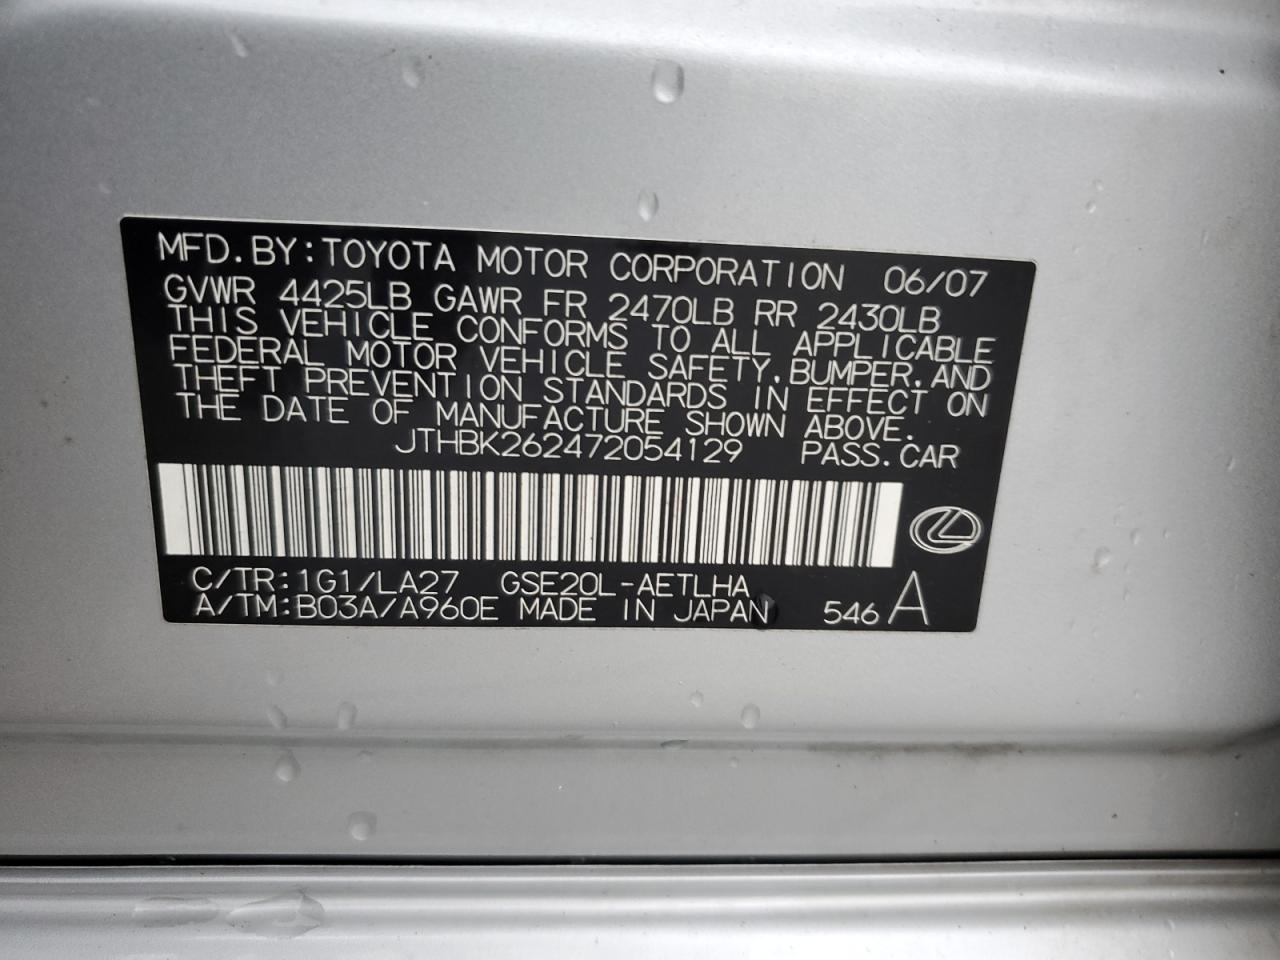 MFD. BY: TOYOTA MOTOR CORPORATION 06/07
GVWR 4425LB GAWR FR 2470LB RR 2430LB
THIS VEHICLE CONFORMS TO ALL APPLICABLE
FEDERAL MOTOR VEHICLE SAFETY, BUMPER, AND
THEFT PREVENTION STANDARDS IN EFFECT ON
THE DATE OF MANUFACTURE SHOWN ABOVE.
JTHBK262472054129 PASS. CAR
C/TR: 1G1/LA27 GSE20L-AETLHA
A/TM: B03A/A960E MADE IN JAPAN 546 A